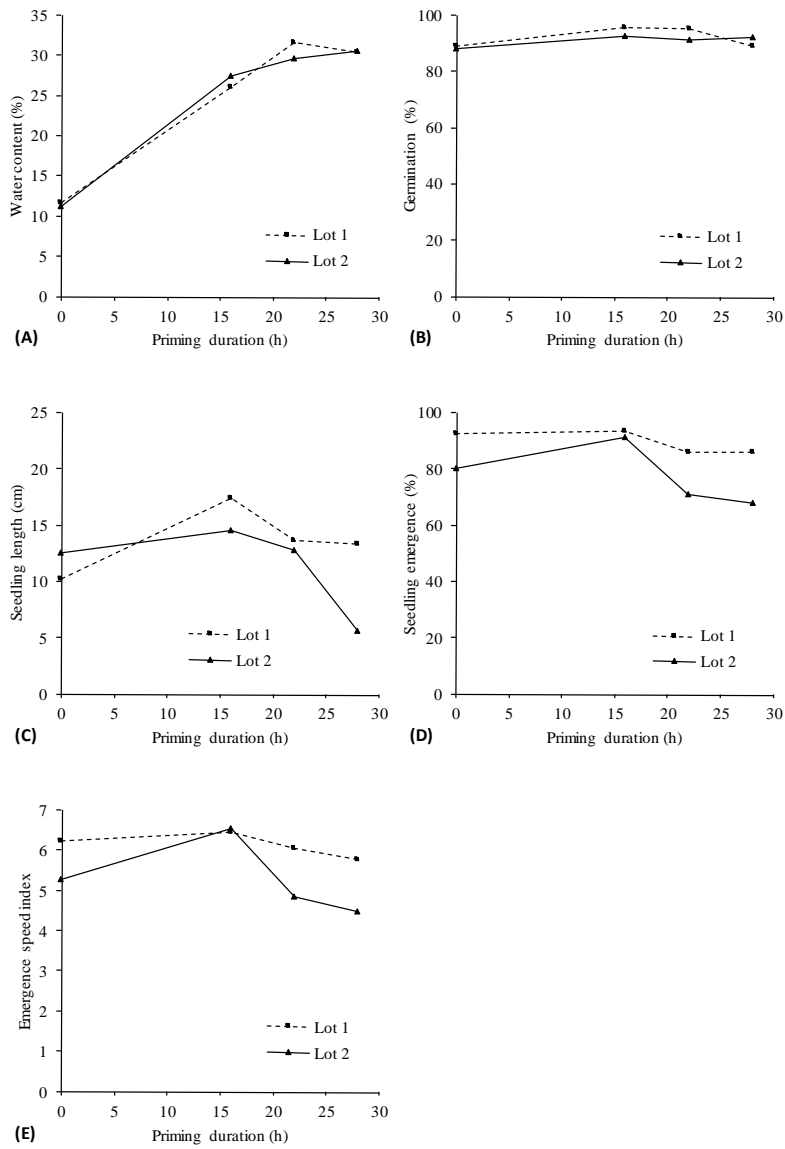 35
30
25
20
15
10
5
0
Water content (%)
Lot 1
Lot 2
0 5 10 15 20 25 30
(A) Priming duration (h)
100
80
60
40
20
0
Germination (%)
Lot 1
Lot 2
0 5 10 15 20 25 30
(B) Priming duration (h)
25
20
15
10
5
0
Seedling length (cm)
Lot 1
Lot 2
0 5 10 15 20 25 30
(C) Priming duration (h)
100
80
60
40
20
0
Seedling emergence (%)
Lot 1
Lot 2
0 5 10 15 20 25 30
(D) Priming duration (h)
7
6
5
4
3
2
1
0
Emergence speed index
Lot 1
Lot 2
0 5 10 15 20 25 30
(E) Priming duration (h)